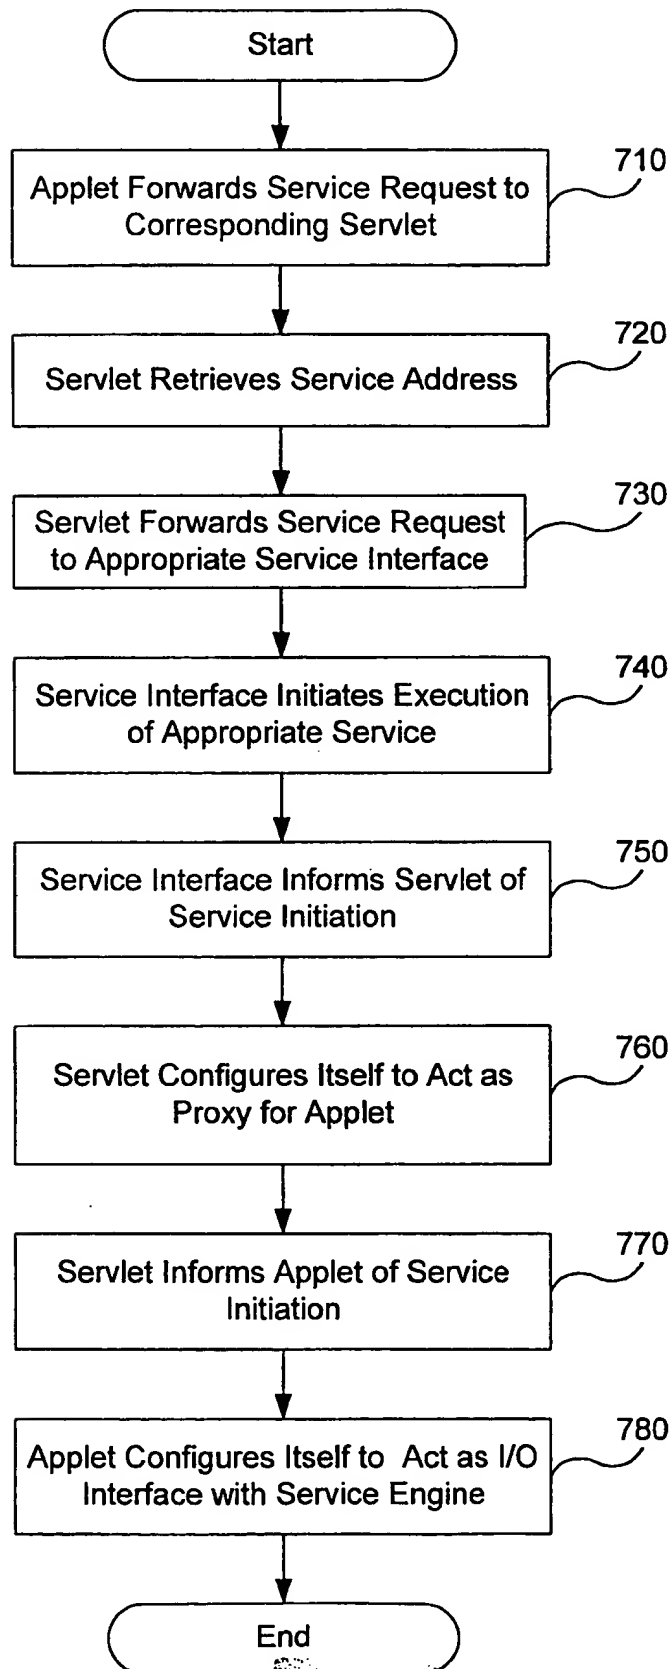 Start
710
Applet Forwards Service Request to
Corresponding Servlet
720
Servlet Retrieves Service Address
730
Servlet Forwards Service Request
to Appropriate Service Interface
740
Service Interface Initiates Execution
of Appropriate Service
750
Service Interface Informs Servlet of
Service Initiation
760
Servlet Configures Itself to Act as
Proxy for Applet
770
Servlet Informs Applet of Service
Initiation
780
Applet Configures Itself to Act as I/O
Interface with Service Engine
End